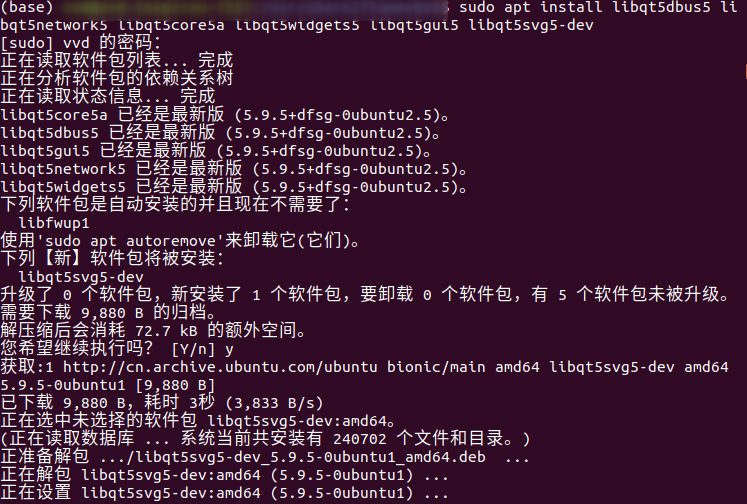 (base) sudo apt install libqt5dbus5 li
bqt5network5 libqt5core5a libqt5widgets5 libqt5gui5 libqt5svg5-dev
[sudo] vvd 的密码：
正在读取软件包列表... 完成
正在分析软件包的依赖关系树
正在读取状态信息... 完成
libqt5core5a 已经是最新版 (5.9.5+dfsg-0ubuntu2.5)。
libqt5dbus5 已经是最新版 (5.9.5+dfsg-0ubuntu2.5)。
libqt5gui5 已经是最新版 (5.9.5+dfsg-0ubuntu2.5)。
libqt5network5 已经是最新版 (5.9.5+dfsg-0ubuntu2.5)。
libqt5widgets5 已经是最新版 (5.9.5+dfsg-0ubuntu2.5)。
下列软件包是自动安装的并且现在不需要了：
libfwup1
使用'sudo apt autoremove'来卸载它(它们)。
下列【新】软件包将被安装：
libqt5svg5-dev
升级了 0 个软件包，新安装了 1 个软件包，要卸载 0 个软件包，有 5 个软件包未被升级。
需要下载 9,880 B 的归档。
解压缩后会消耗 72.7 kB 的额外空间。
您希望继续执行吗？ [Y/n] y
获取:1 http://cn.archive.ubuntu.com/ubuntu bionic/main amd64 libqt5svg5-dev amd64
5.9.5-0ubuntu1 [9,880 B]
已下载 9,880 B，耗时 3秒 (3,833 B/s)
正在选中未选择的软件包 libqt5svg5-dev:amd64。
(正在读取数据库 ... 系统当前共安装有 240702 个文件和目录。)
正准备解包 .../libqt5svg5-dev_5.9.5-0ubuntu1_amd64.deb ...
正在解包 libqt5svg5-dev:amd64 (5.9.5-0ubuntu1) ...
正在设置 libqt5svg5-dev:amd64 (5.9.5-0ubuntu1) ...